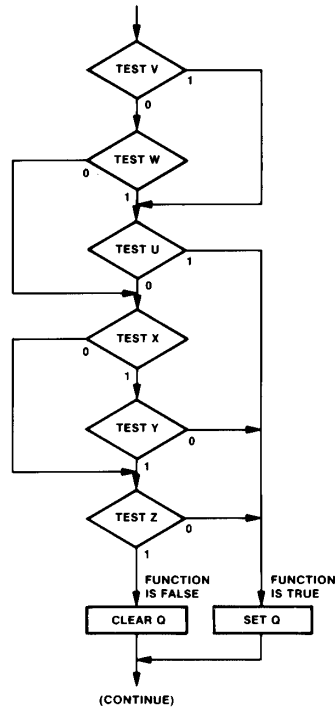 TEST V
1
0
TEST W
0
1
TEST U
1
0
TEST X
0
1
TEST Y
0
1
TEST Z
0
1
FUNCTION
IS FALSE
FUNCTION
IS TRUE
CLEAR Q
SET Q
(CONTINUE)